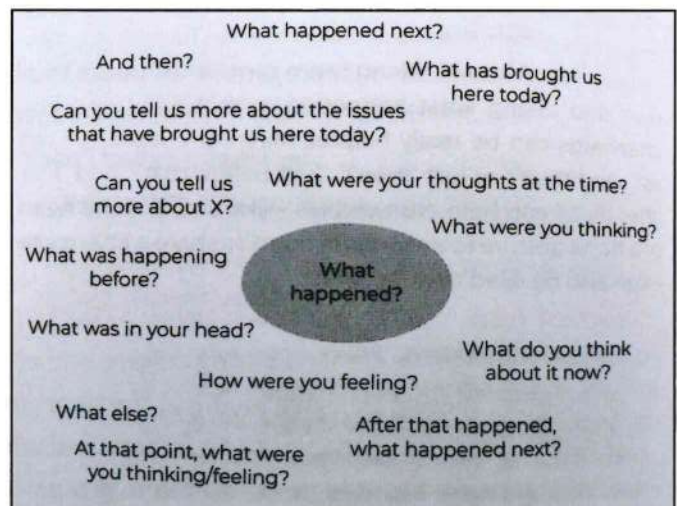 What happened next?
And then?
What has brought us
here today?
Can you tell us more about the issues
that have brought us here today?
Can you tell us
more about X?
What were your thoughts at the time?
What were you thinking?
What was happening
before?
What
happened?
What was in your head?
What do you think
about it now?
How were you feeling?
What else?
After that happened,
what happened next?
At that point, what were
you thinking/feeling?